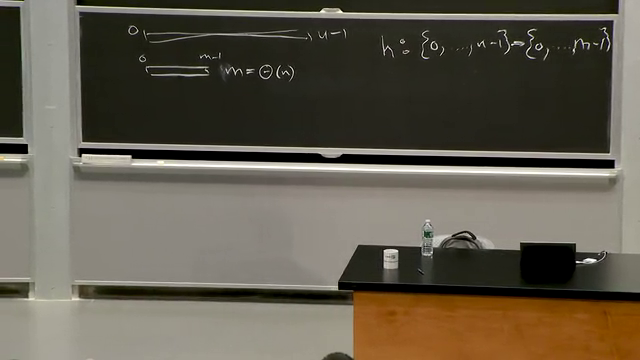 0 u-1
0 m-1 m = Θ(n)
h: {0, ..., u-1} → {0, ..., m-1}